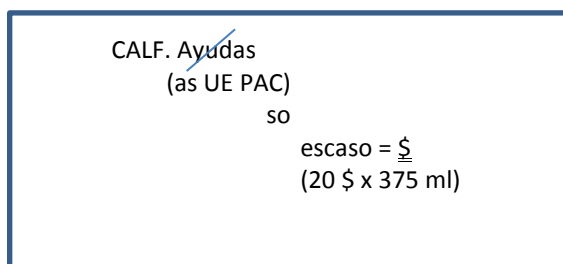 CALF. Ayudas
(as UE PAC)
so
escaso = $
(20 $ x 375 ml)